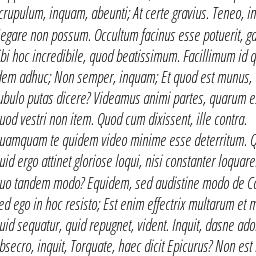 crupulum, inquam, abeunti; At certe gravius. Teneo, in
egare non possum. Occultum facinus esse potuerit, ga
bi hoc incredibile, quod beatissimum. Facillimum id q
dem adhuc; Non semper, inquam; Et quod est munus,
ubulo putas dicere? Videamus animi partes, quarum e
uod vestri non item. Quod cum dixissent, ille contra.
uamquam te quidem video minime esse deterritum. Q
uid ergo attinet gloriose loqui, nisi constanter loquare
uo tandem modo? Equidem, sed audistine modo de Ca
ed ego in hoc resisto; Est enim effectrix multarum et m
uid sequatur, quid repugnet, vident. Inquit, dasne ado
bsecro, inquit, Torquate, haec dicit Epicurus? Non est